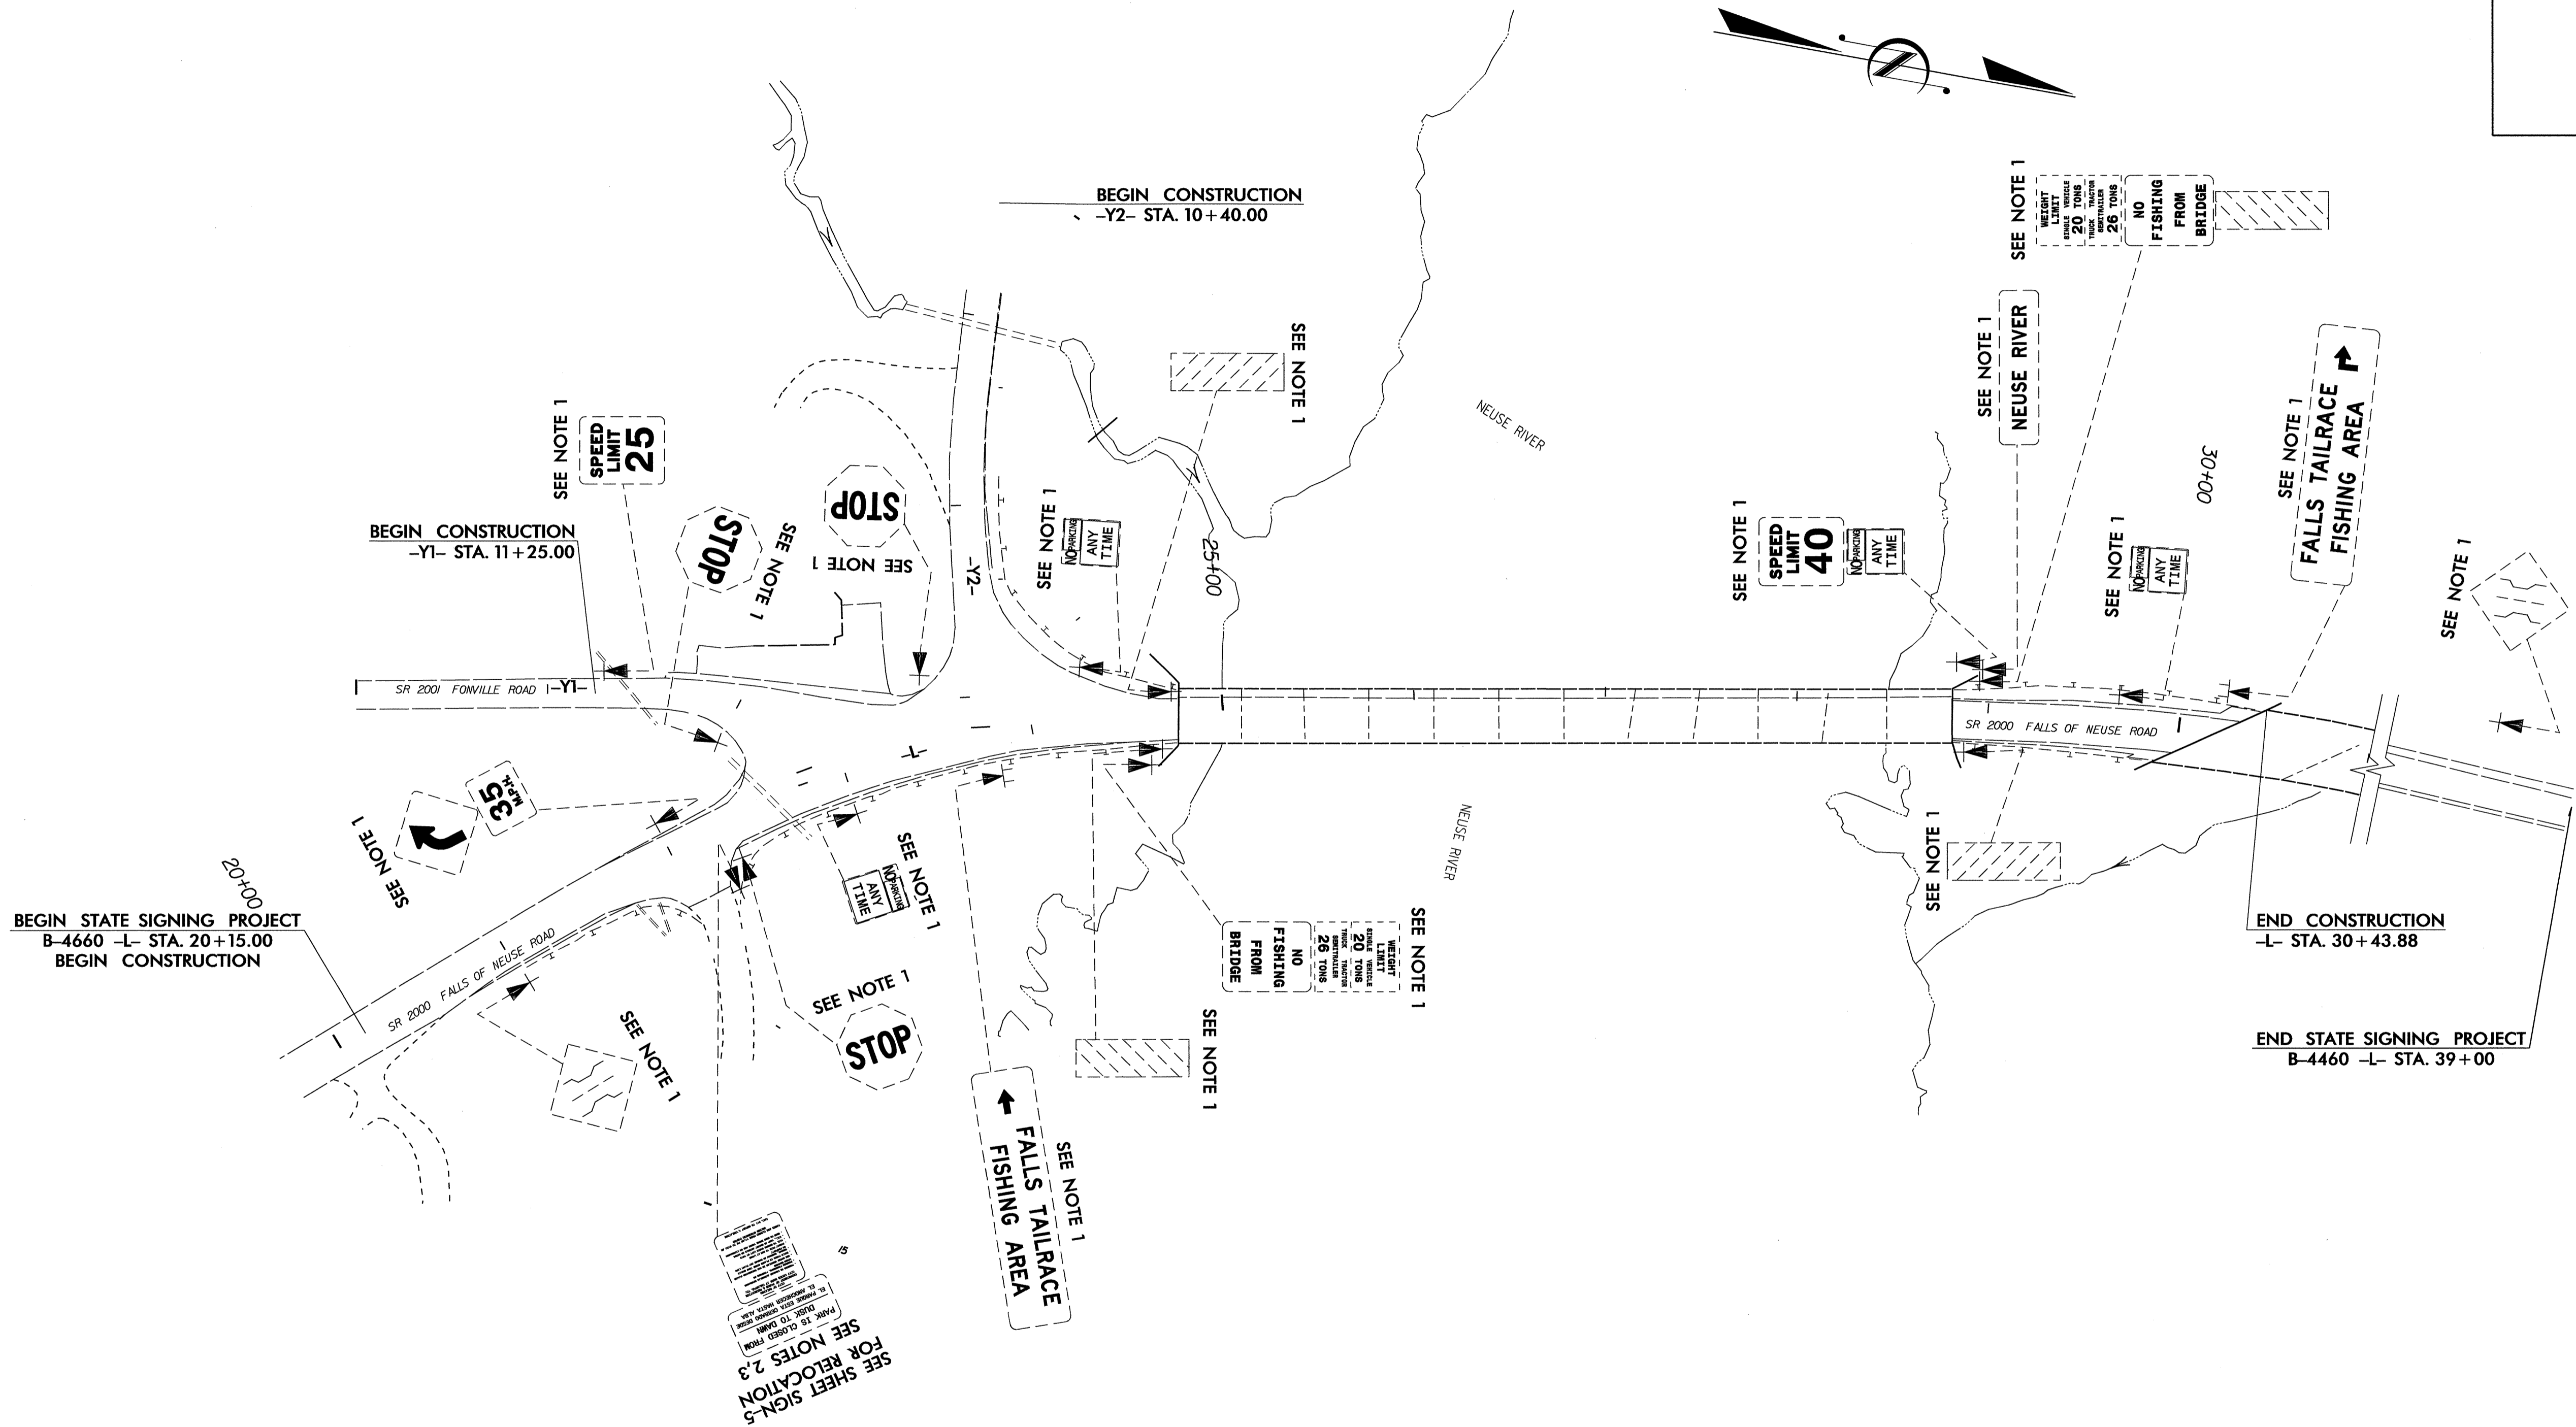 BEGIN CONSTRUCTION
-Y2- STA. 10+40.00
SEE NOTE 1
WEIGHT
LIMIT
SINGLE VEHICLE
20 TONS
TRUCK TRACTOR
SEMITRAILER
26 TONS
NO
FISHING
FROM
BRIDGE
SEE NOTE 1
NEUSE RIVER
SEE NOTE 1
FALLS TAILRACE
FISHING AREA
30+00
SEE NOTE 1
SEE NOTE 1
NEUSE RIVER
SEE NOTE 1
SPEED
LIMIT
25
SEE NOTE 1
STOP
SEE NOTE 1
STOP
BEGIN CONSTRUCTION
-Y1- STA. 11+25.00
-Y2-
SEE NOTE 1
NO PARKING
ANY
TIME
25+00
SEE NOTE 1
SPEED
LIMIT
40
NO PARKING
ANY
TIME
SEE NOTE 1
NO PARKING
ANY
TIME
SR 2001 FONVILLE ROAD -Y1-
-L-
SR 2000 FALLS OF NEUSE ROAD
SEE NOTE 1
35
M.P.H.
20+00
BEGIN STATE SIGNING PROJECT
B-4660 -L- STA. 20+15.00
BEGIN CONSTRUCTION
SR 2000 FALLS OF NEUSE ROAD
SEE NOTE 1
NO PARKING
ANY
TIME
NEUSE RIVER
SEE NOTE 1
SEE NOTE 1
WEIGHT
LIMIT
SINGLE VEHICLE
20 TONS
TRUCK TRACTOR
SEMITRAILER
26 TONS
NO
FISHING
FROM
BRIDGE
END CONSTRUCTION
-L- STA. 30+43.88
END STATE SIGNING PROJECT
B-4460 -L- STA. 39+00
SEE NOTE 1
STOP
SEE NOTE 1
SEE NOTE 1
SEE NOTE 1
FALLS TAILRACE
FISHING AREA
15
PARK IS CLOSED FROM
DUSK TO DAWN
EL PARQUE ESTA CERRADO DESDE
EL ANOCHECER HASTA ALBA
SEE NOTES 2,3
FOR RELOCATION
SEE SHEET SIGN-5